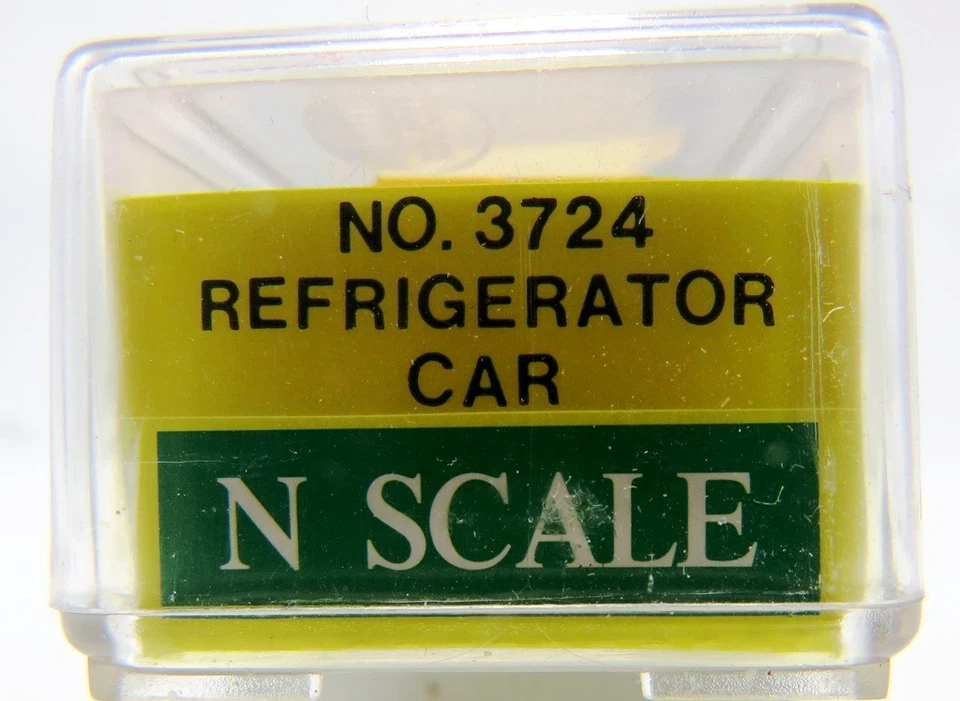 NO. 3724
REFRIGERATOR
CAR
N SCALE